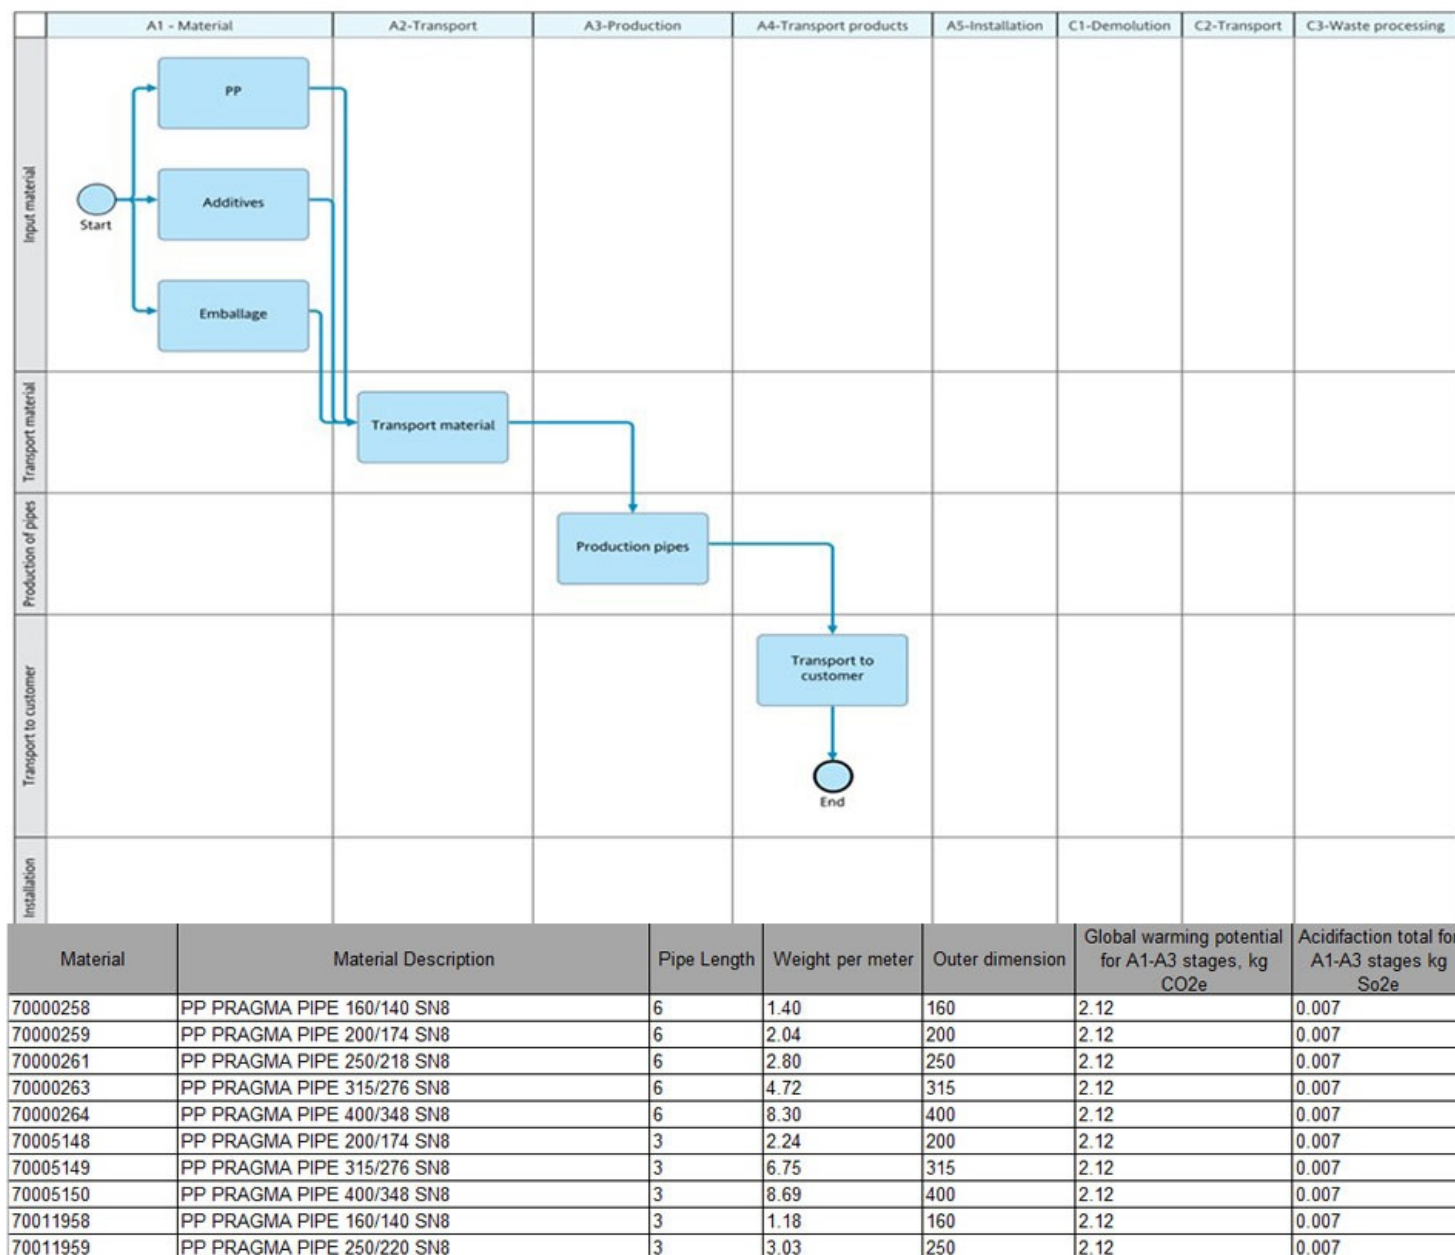 A1 - Material A2-Transport A3-Production A4-Transport products A5-Installation C1-Demolution C2-Transport C3-Waste processing
Input material
PP
Start
Additives
Emballage
Transport material
Transport material
Production of pipes
Production pipes
Transport to customer
Transport to
customer
End
Installation
Material Material Description Pipe Length Weight per meter Outer dimension Global warming potential for A1-A3 stages, kg CO2e Acidifaction total for A1-A3 stages kg So2e
70000258 PP PRAGMA PIPE 160/140 SN8 6 1.40 160 2.12 0.007
70000259 PP PRAGMA PIPE 200/174 SN8 6 2.04 200 2.12 0.007
70000261 PP PRAGMA PIPE 250/218 SN8 6 2.80 250 2.12 0.007
70000263 PP PRAGMA PIPE 315/276 SN8 6 4.72 315 2.12 0.007
70000264 PP PRAGMA PIPE 400/348 SN8 6 8.30 400 2.12 0.007
70005148 PP PRAGMA PIPE 200/174 SN8 3 2.24 200 2.12 0.007
70005149 PP PRAGMA PIPE 315/276 SN8 3 6.75 315 2.12 0.007
70005150 PP PRAGMA PIPE 400/348 SN8 3 8.69 400 2.12 0.007
70011958 PP PRAGMA PIPE 160/140 SN8 3 1.18 160 2.12 0.007
70011959 PP PRAGMA PIPE 250/220 SN8 3 3.03 250 2.12 0.007